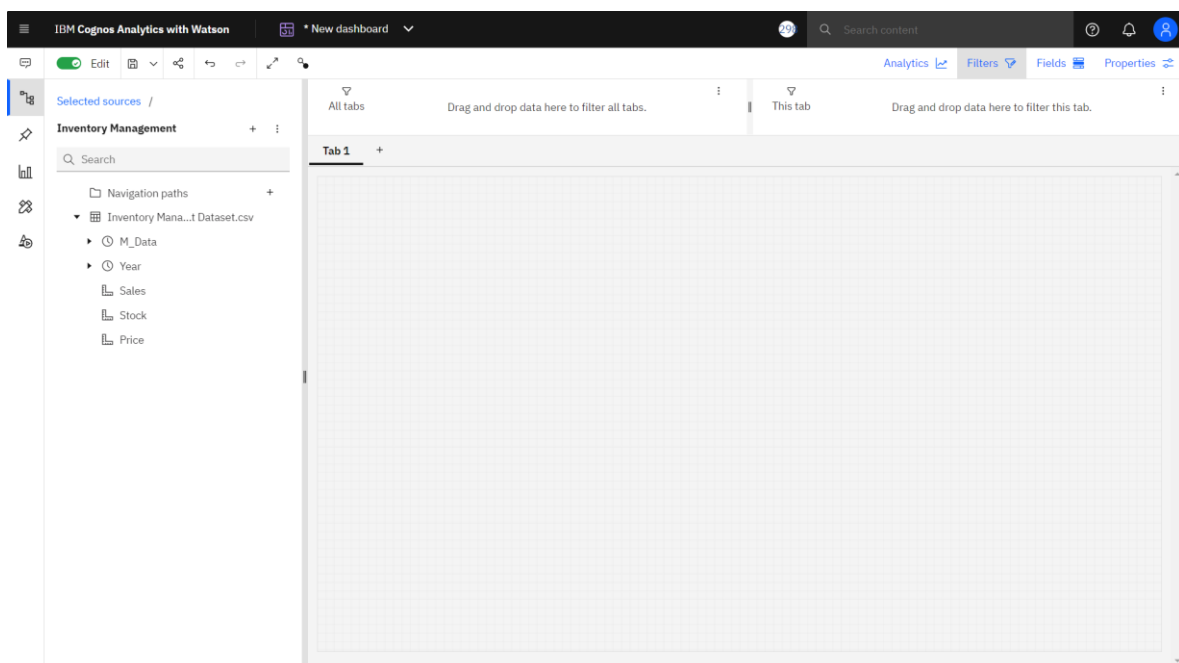 IBM Cognos Analytics with Watson
* New dashboard
Search content
Edit
Analytics
Filters
Fields
Properties
Selected sources /
Inventory Management
Search
Navigation paths
Inventory Mana...t Dataset.csv
M_Data
Year
Sales
Stock
Price
All tabs
Drag and drop data here to filter all tabs.
This tab
Drag and drop data here to filter this tab.
Tab 1